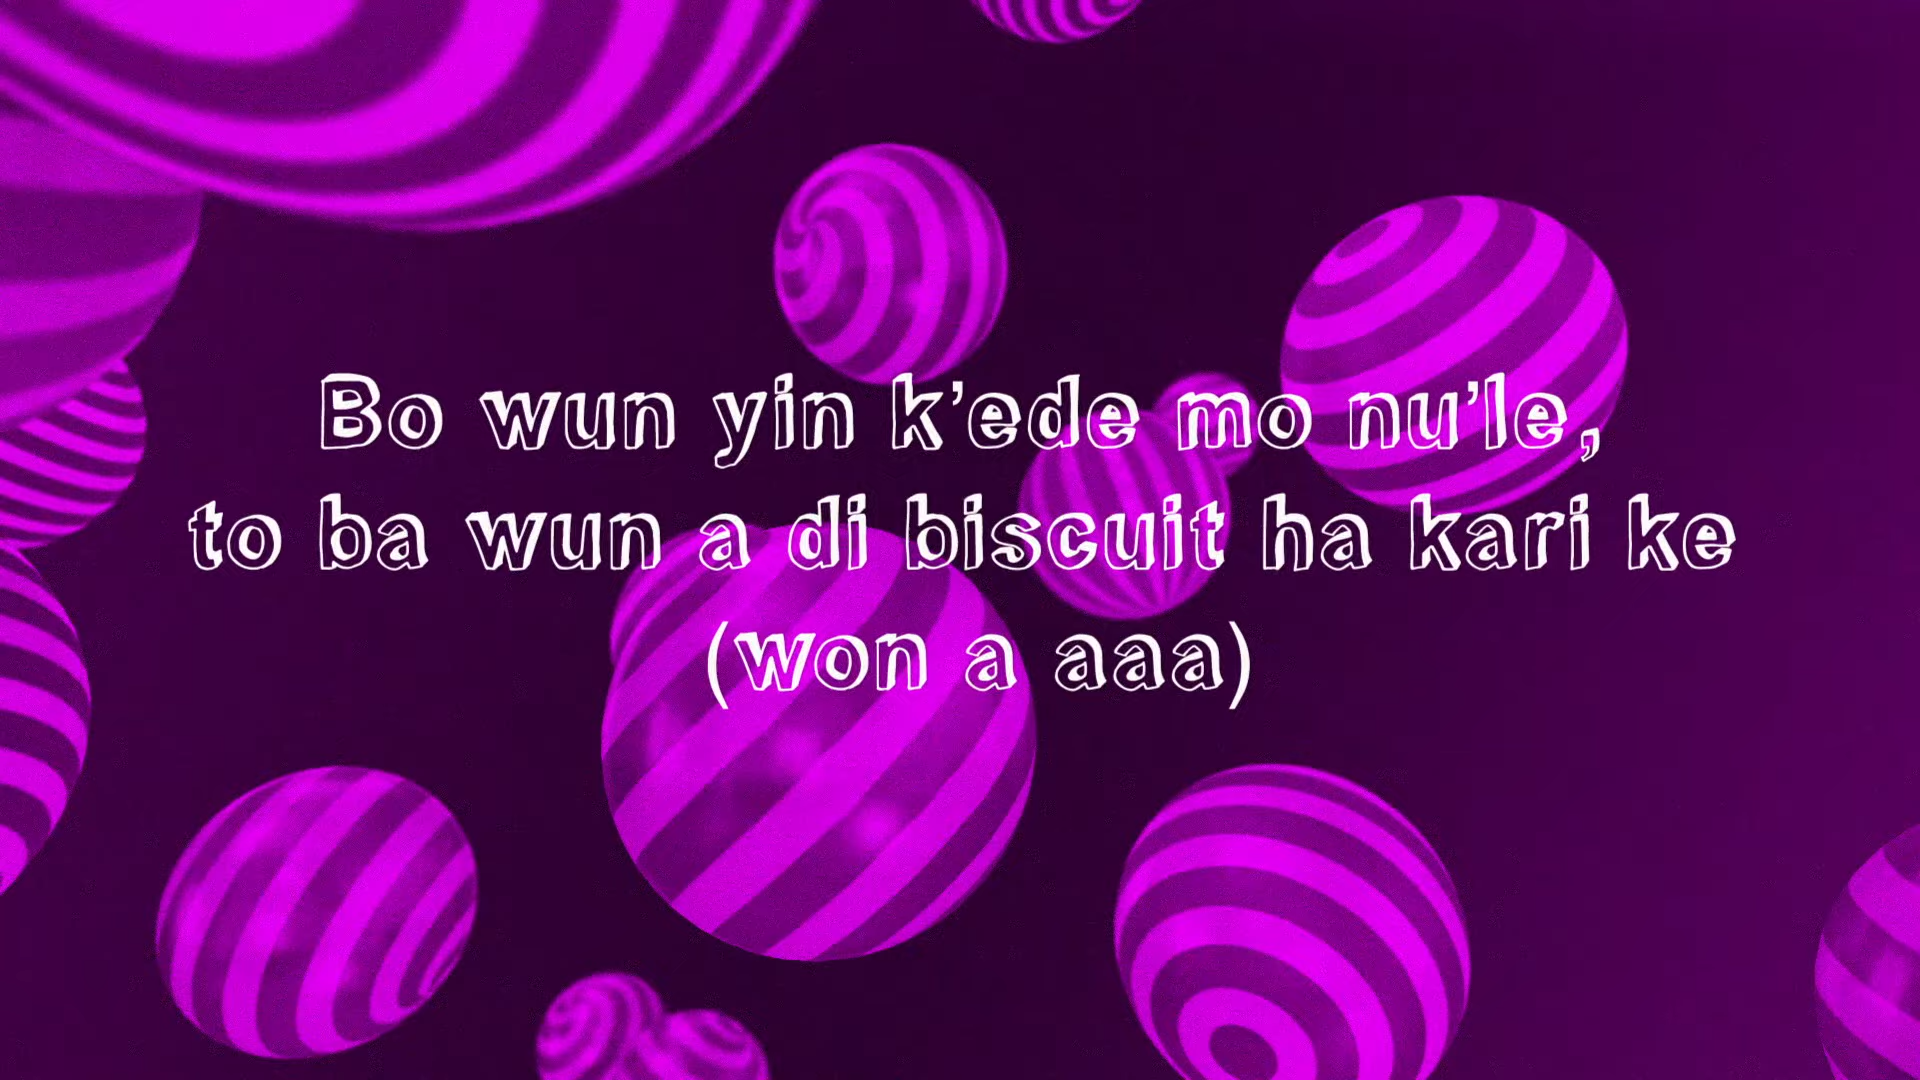 Bo wun yin k'ede mo nu'le,
to ba wun a di biscuit ha kari ke
(won a aaa)